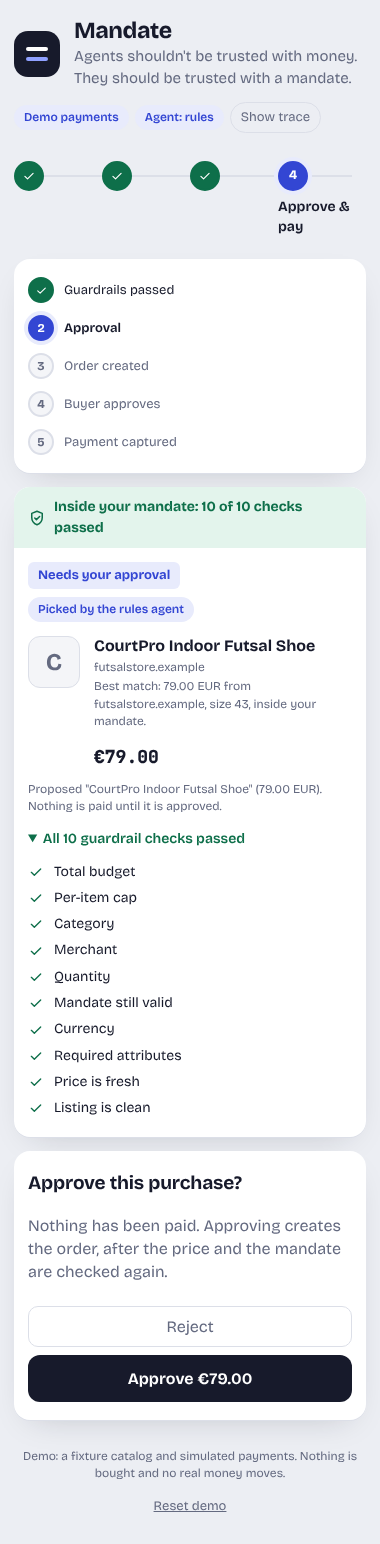 Mandate
Agents shouldn't be trusted with money.
They should be trusted with a mandate.
Demo payments
Agent: rules
Show trace
4
Approve &
pay
Guardrails passed
2
Approval
3
Order created
4
Buyer approves
5
Payment captured
Inside your mandate: 10 of 10 checks
passed
Needs your approval
Picked by the rules agent
C
CourtPro Indoor Futsal Shoe
futsalstore.example
Best match: 79.00 EUR from
futsalstore.example, size 43, inside your
mandate.
€79.00
Proposed "CourtPro Indoor Futsal Shoe" (79.00 EUR).
Nothing is paid until it is approved.
All 10 guardrail checks passed
Total budget
Per-item cap
Category
Merchant
Quantity
Mandate still valid
Currency
Required attributes
Price is fresh
Listing is clean
Approve this purchase?
Nothing has been paid. Approving creates
the order, after the price and the mandate
are checked again.
Reject
Approve €79.00
Demo: a fixture catalog and simulated payments. Nothing is
bought and no real money moves.
Reset demo